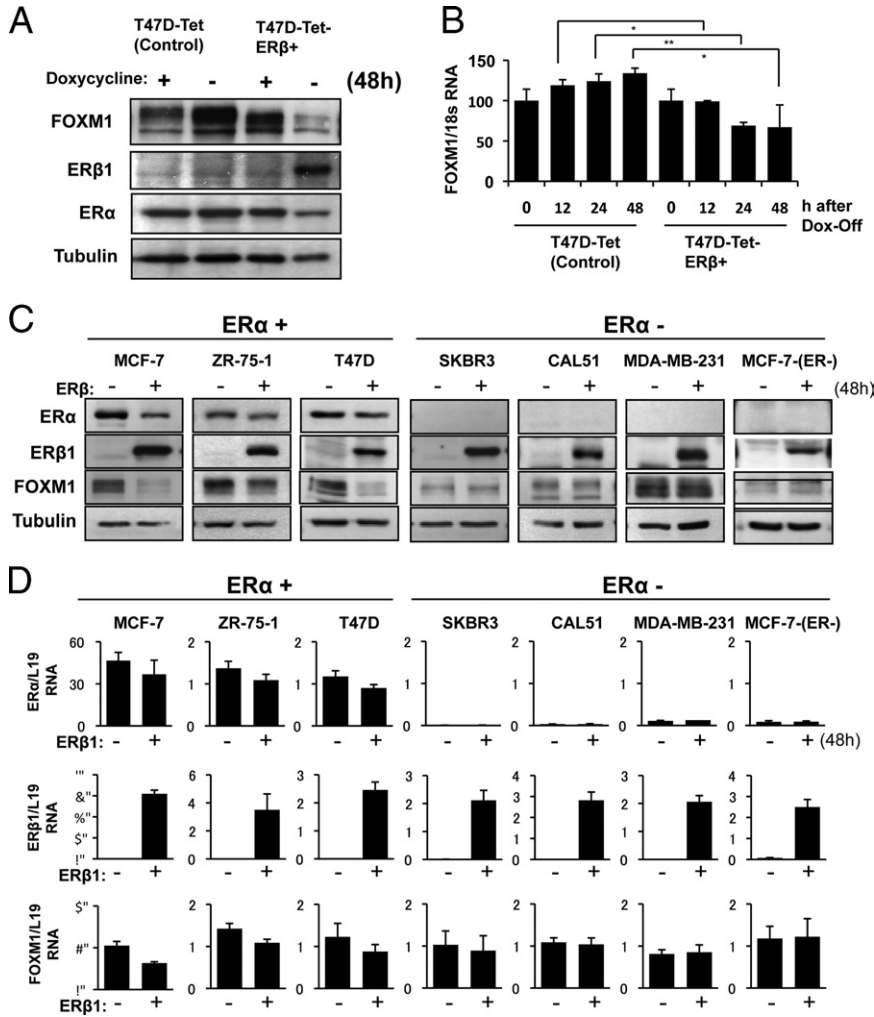 A
T47D-Tet T47D-Tet-
(Control) ERβ+
Doxycycline: + - + - (48h)
FOXM1
ERβ1
ERα
Tubulin
B
* ** *
FOXM1/18s RNA
150
100
50
0
0 12 24 48 0 12 24 48 h after
Dox-Off
T47D-Tet T47D-Tet-
(Control) ERβ+
C
ERα + ERα -
MCF-7 ZR-75-1 T47D SKBR3 CAL51 MDA-MB-231 MCF-7-(ER-)
ERβ: - + - + - + - + - + - + - + (48h)
ERα
ERβ1
FOXM1
Tubulin
D
ERα + ERα -
MCF-7 ZR-75-1 T47D SKBR3 CAL51 MDA-MB-231 MCF-7-(ER-)
ERα/L19
RNA
60 2 2 2 2 2 2
30 1 1 1 1 1 1
0 0 0 0 0 0 0
ERβ1: - + - + - + - + - + - + - + (48h)
ERβ1/L19
RNA
'" 6 3 4 4 3 4
&" 4 2 3 3 2 3
%" 2 2 2
$" 2 1 1 1 1 1
!" 0 0 0 0 0 0
ERβ1: - + - + - + - + - + - + - +
FOXM1/L19
RNA
$" 2 2 2 2 2 2
#" 1 1 1 1 1 1
!" 0 0 0 0 0 0
ERβ1: - + - + - + - + - + - + - +